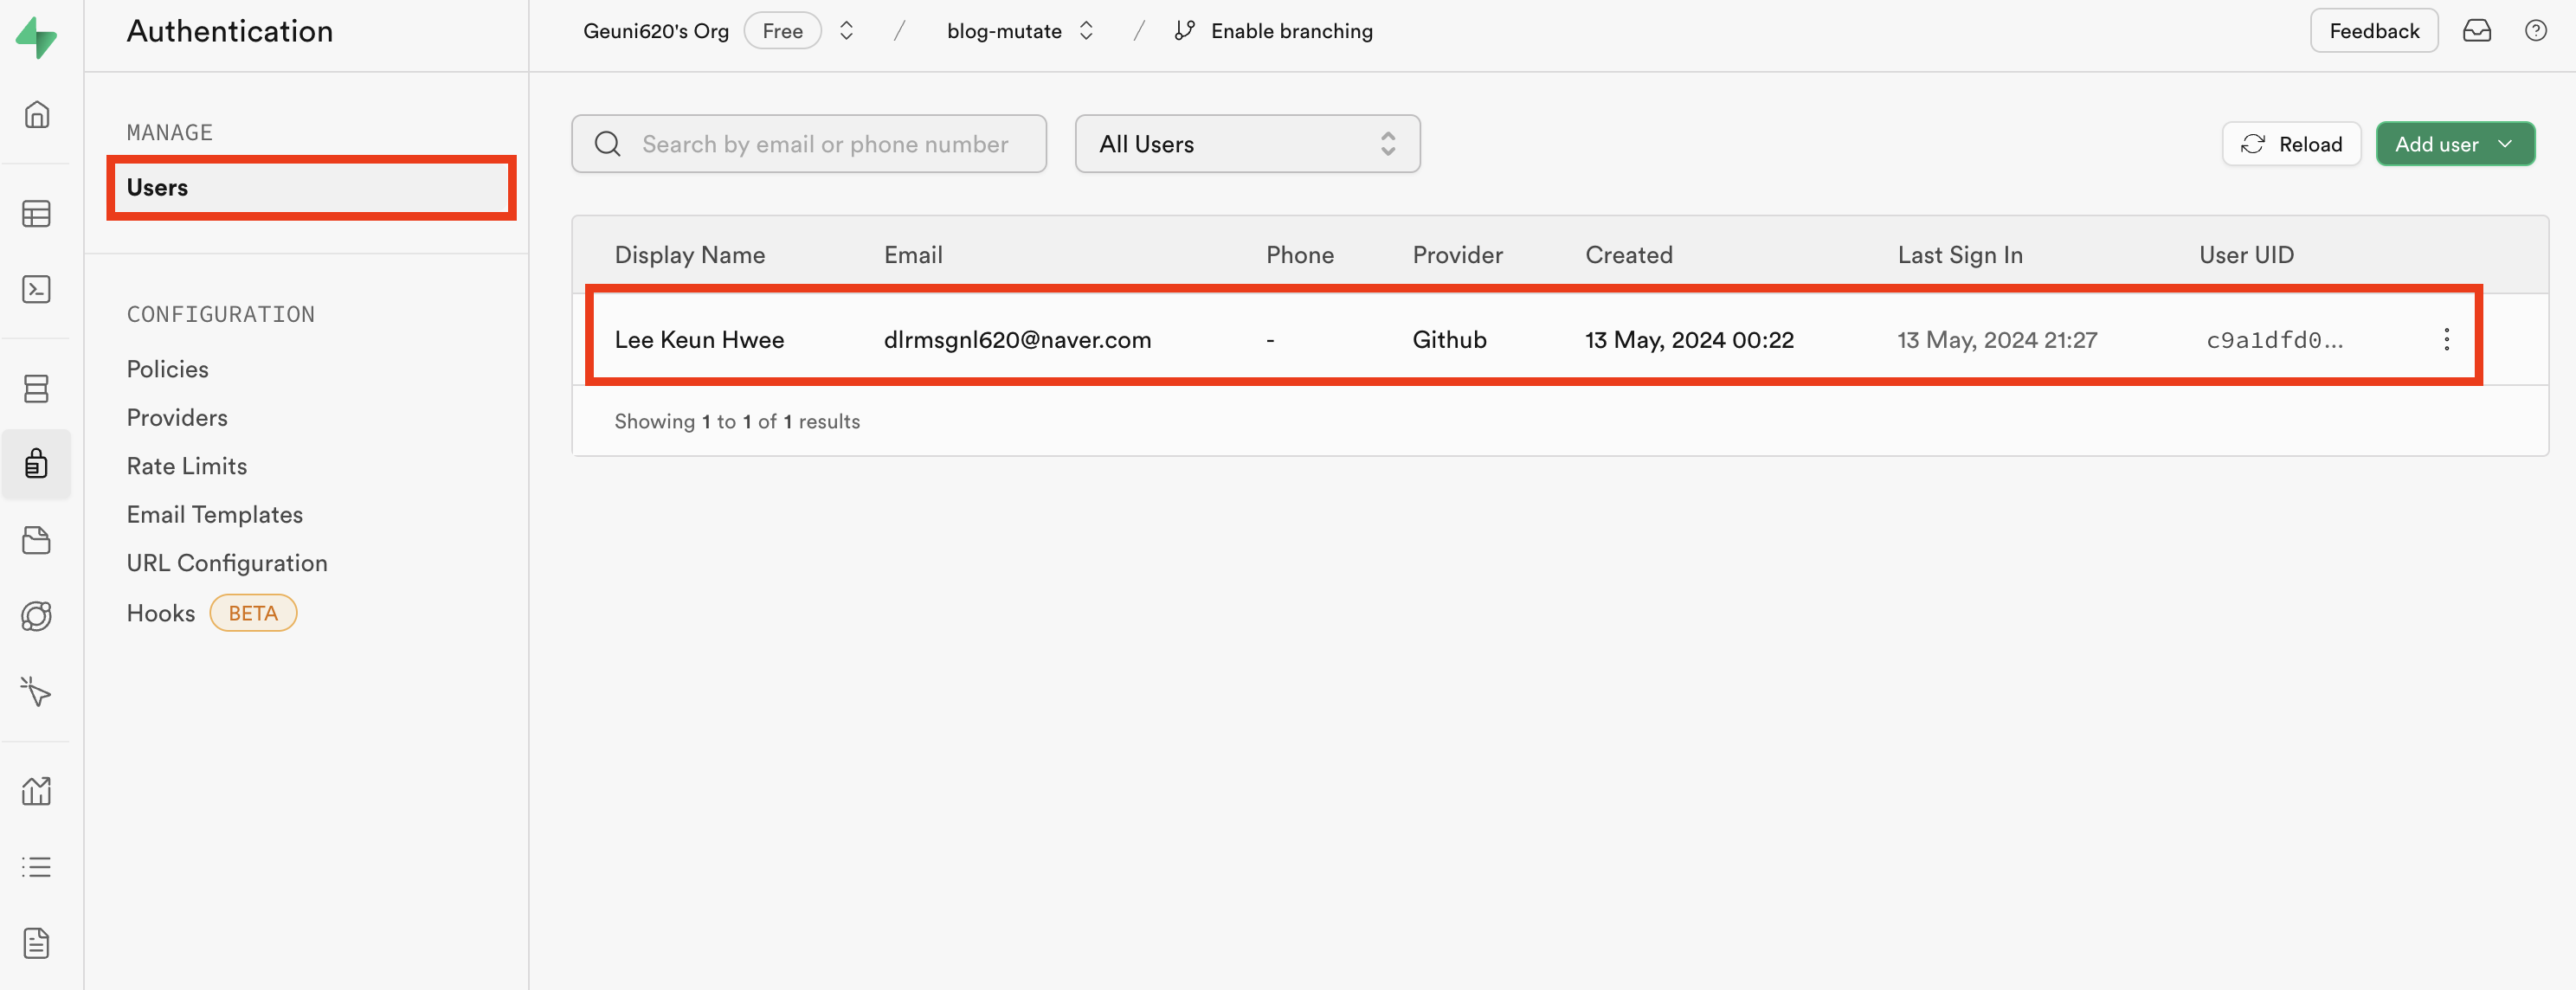 Authentication
Geuni620's Org Free / blog-mutate / Enable branching
Feedback
MANAGE
Users
CONFIGURATION
Policies
Providers
Rate Limits
Email Templates
URL Configuration
Hooks BETA
Search by email or phone number
All Users
Reload
Add user
Display Name Email Phone Provider Created Last Sign In User UID
Lee Keun Hwee dlrmsgnl620@naver.com - Github 13 May, 2024 00:22 13 May, 2024 21:27 c9a1dfd0...
Showing 1 to 1 of 1 results